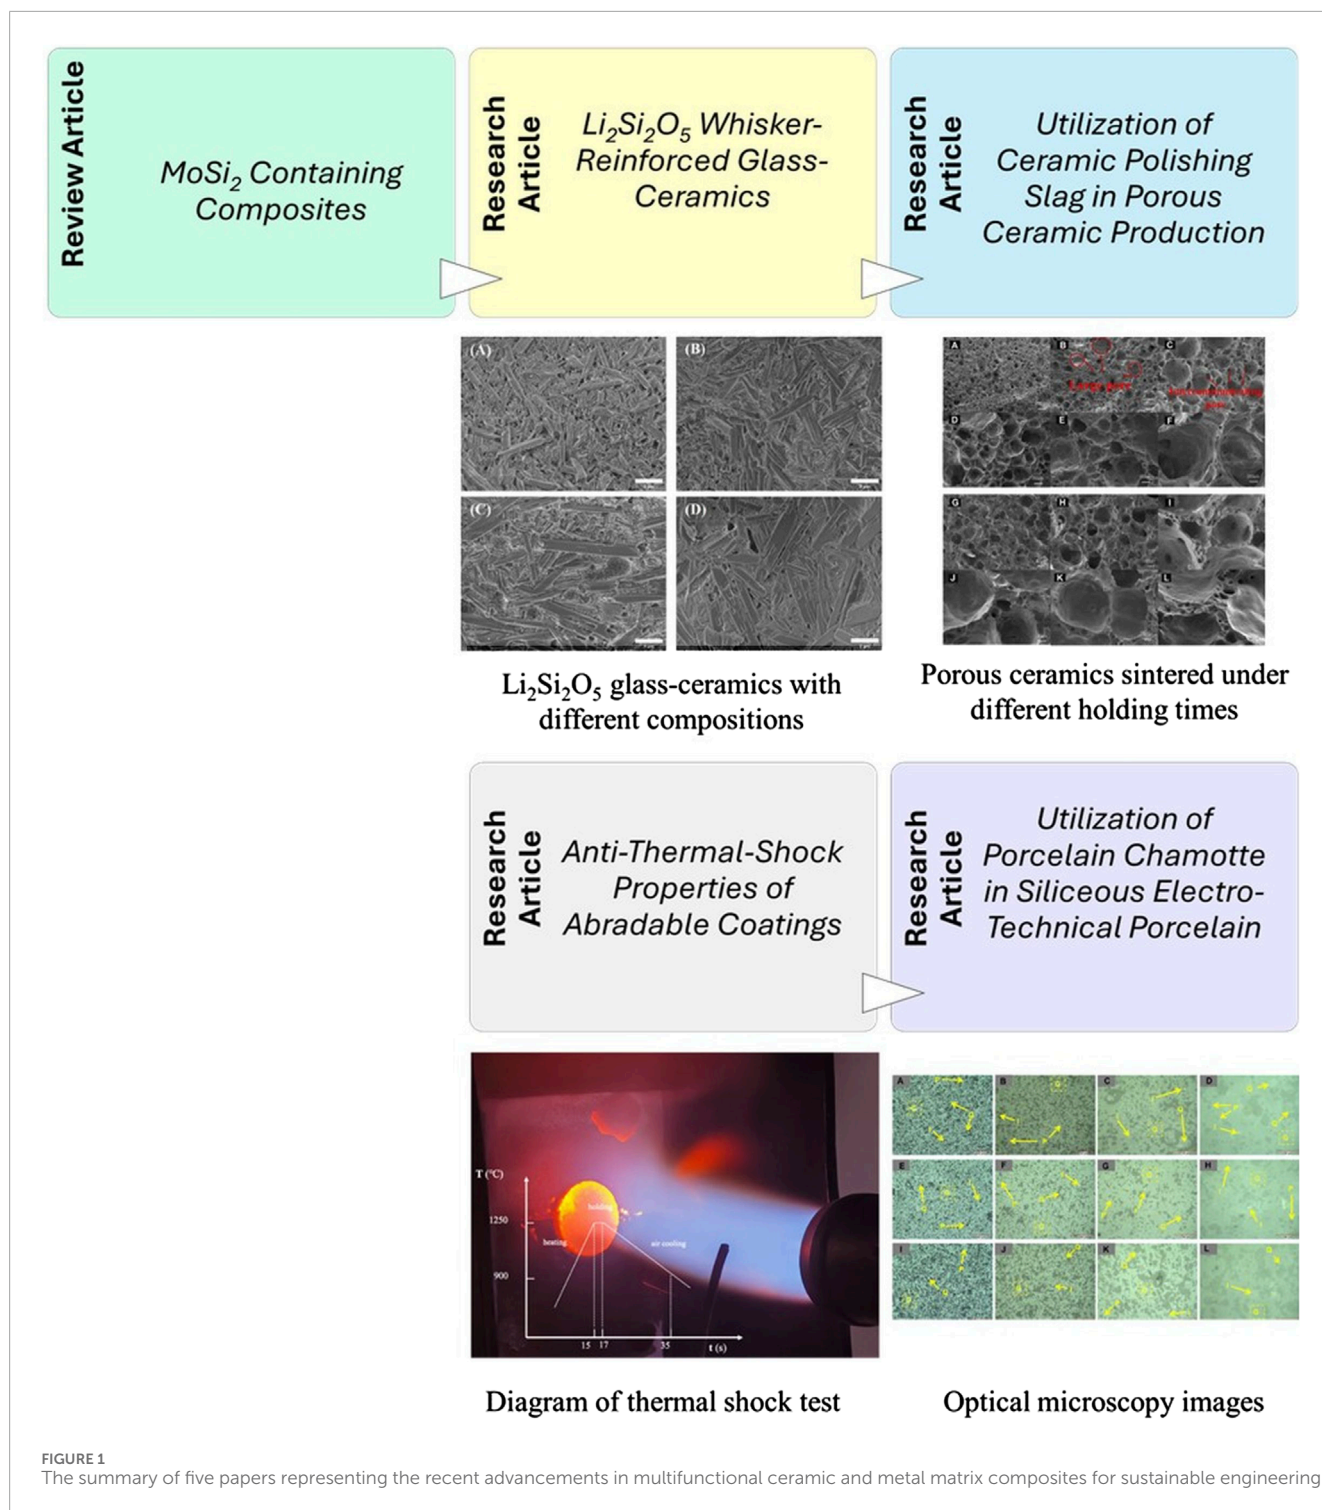 Review Article
MoSi₂ Containing
Composites
Research
Article
Li₂Si₂O₅ Whisker-
Reinforced Glass-
Ceramics
Research
Article
Utilization of
Ceramic Polishing
Slag in Porous
Ceramic Production
(A)
(B)
(C)
(D)
A
B
C
D
E
F
G
H
I
J
K
L
Li₂Si₂O₅ glass-ceramics with
different compositions
Porous ceramics sintered under
different holding times
Research
Article
Anti-Thermal-Shock
Properties of
Abradable Coatings
Research
Article
Utilization of
Porcelain Chamotte
in Siliceous Electro-
Technical Porcelain
T (°C)
1250
900
heating
holding
air cooling
15
17
35
t (s)
A
B
C
D
E
F
G
H
I
J
K
L
Diagram of thermal shock test
Optical microscopy images
FIGURE 1
The summary of five papers representing the recent advancements in multifunctional ceramic and metal matrix composites for sustainable engineering